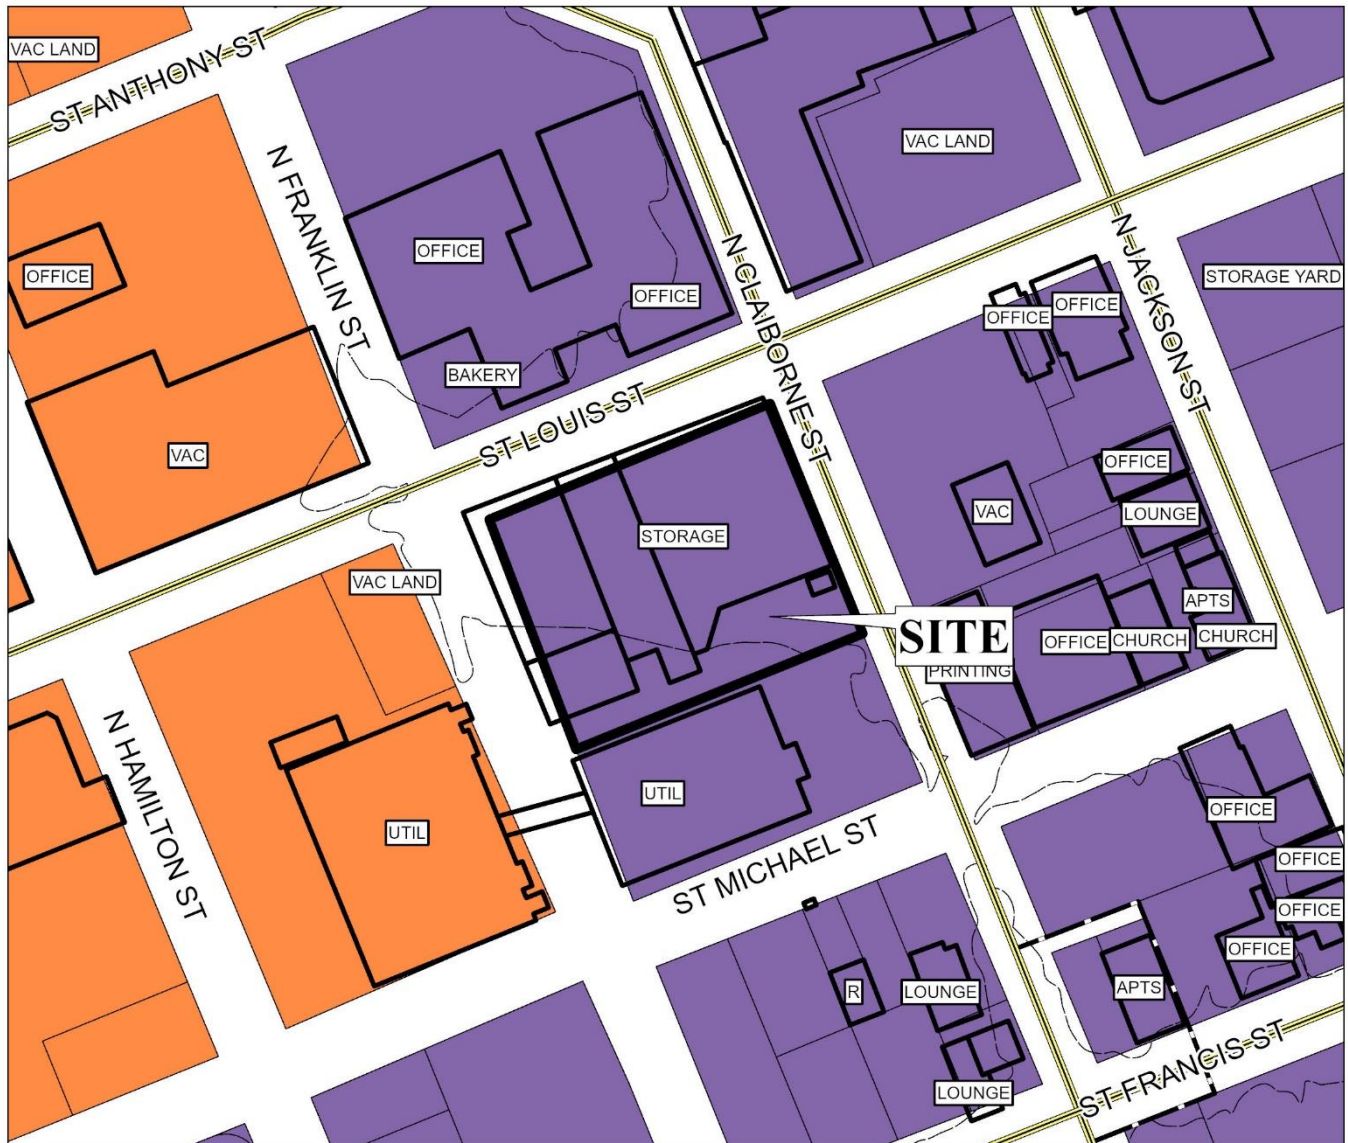 VAC LAND
ST ANTHONY ST
N FRANKLIN ST
VAC LAND
OFFICE
OFFICE
OFFICE
N CLAIBORNE ST
N JACKSON ST
STORAGE YARD
OFFICE
OFFICE
BAKERY
ST LOUIS ST
VAC
OFFICE
VAC
LOUNGE
STORAGE
VAC LAND
APTS
SITE
OFFICE
CHURCH
CHURCH
PRINTING
N HAMILTON ST
UTIL
UTIL
OFFICE
ST MICHAEL ST
OFFICE
OFFICE
OFFICE
R
LOUNGE
APTS
LOUNGE
ST FRANCIS ST